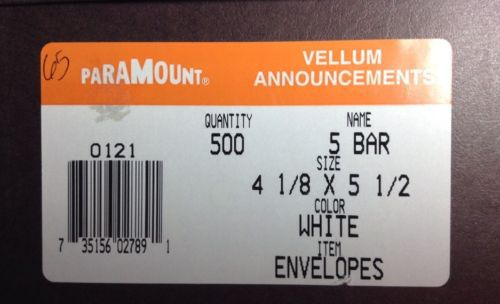 65
PARAMOUNT®
VELLUM
ANNOUNCEMENTS
QUANTITY
500
NAME
5 BAR
SIZE
4 1/8 X 5 1/2
COLOR
WHITE
ITEM
ENVELOPES
0121
7 35156 02789 1